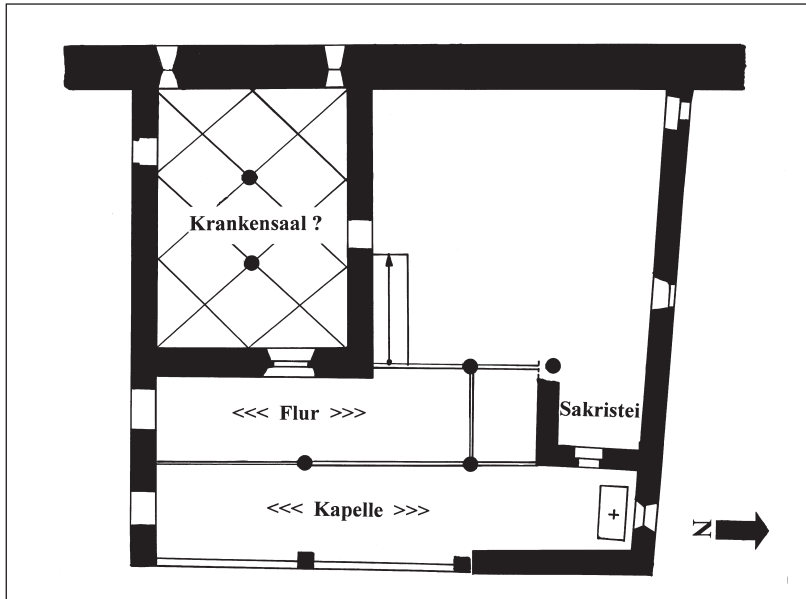 Krankensaal ?
<<< Flur >>>
Sakristei
<<< Kapelle >>>
N